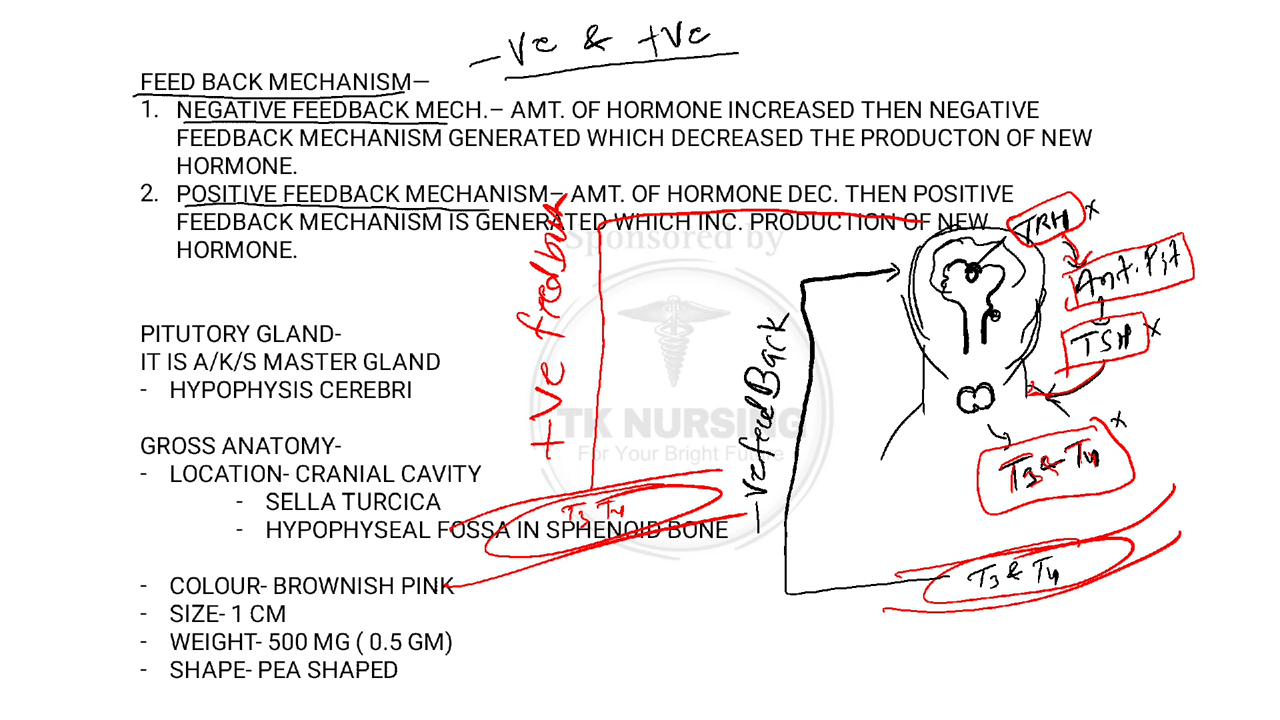 -ve & +ve
FEED BACK MECHANISM–
1. NEGATIVE FEEDBACK MECH.– AMT. OF HORMONE INCREASED THEN NEGATIVE
FEEDBACK MECHANISM GENERATED WHICH DECREASED THE PRODUCTON OF NEW
HORMONE.
2. POSITIVE FEEDBACK MECHANISM– AMT. OF HORMONE DEC. THEN POSITIVE
FEEDBACK MECHANISM IS GENERATED WHICH INC. PRODUCTION OF NEW
HORMONE.
Sponsored by
TRH x
Ant. Pit
TSH x
T3 & T4 x
+ve feedback
-ve feedBack
TK NURSING
For Your Bright Future
PITUTORY GLAND-
IT IS A/K/S MASTER GLAND
- HYPOPHYSIS CEREBRI
GROSS ANATOMY-
- LOCATION- CRANIAL CAVITY
- SELLA TURCICA
T3 T4
- HYPOPHYSEAL FOSSA IN SPHENOID BONE
T3 & T4
- COLOUR- BROWNISH PINK
- SIZE- 1 CM
- WEIGHT- 500 MG ( 0.5 GM)
- SHAPE- PEA SHAPED